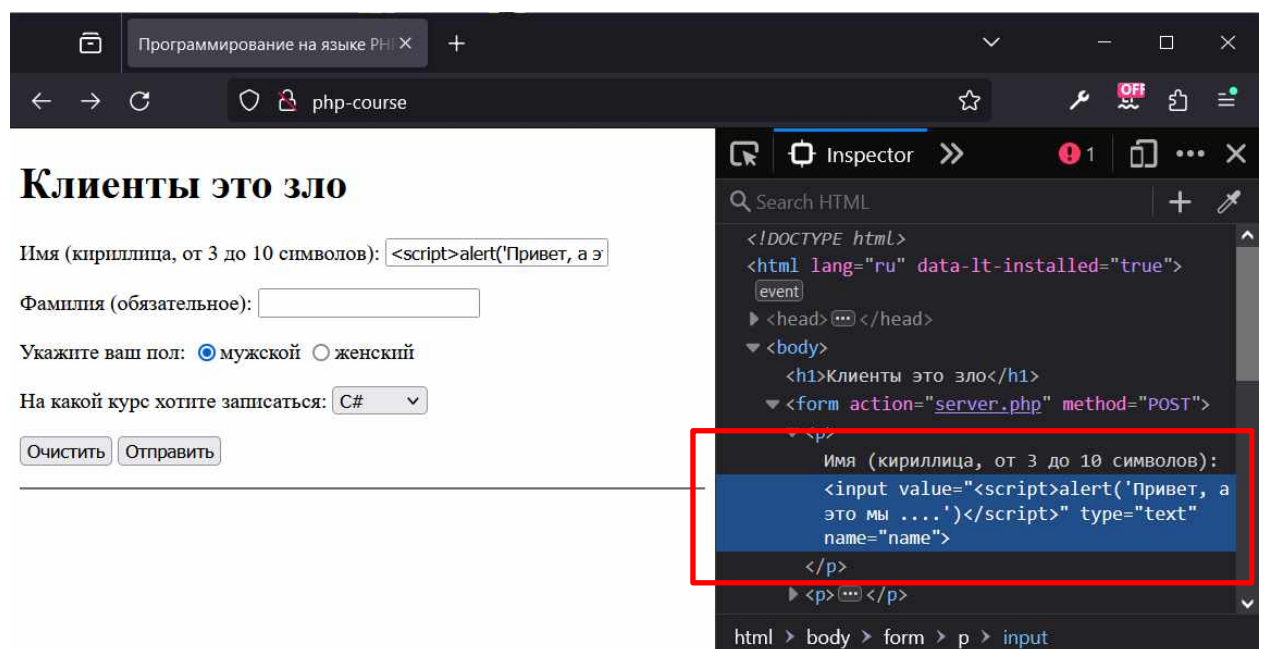 Программирование на языке PH
php-course
OFF
Клиенты это зло
Имя (кириллица, от 3 до 10 символов): <script>alert('Привет, а э
Фамилия (обязательное):
Укажите ваш пол: мужской женский
На какой курс хотите записаться: C#
Очистить Отправить
Inspector 1
Search HTML
<!DOCTYPE html>
<html lang="ru" data-lt-installed="true">
event
<head></head>
<body>
<h1>Клиенты это зло</h1>
<form action="server.php" method="POST">
<p>
Имя (кириллица, от 3 до 10 символов):
<input value="<script>alert('Привет, а
это мы ....')</script>" type="text"
name="name">
</p>
<p></p>
html > body > form > p > input